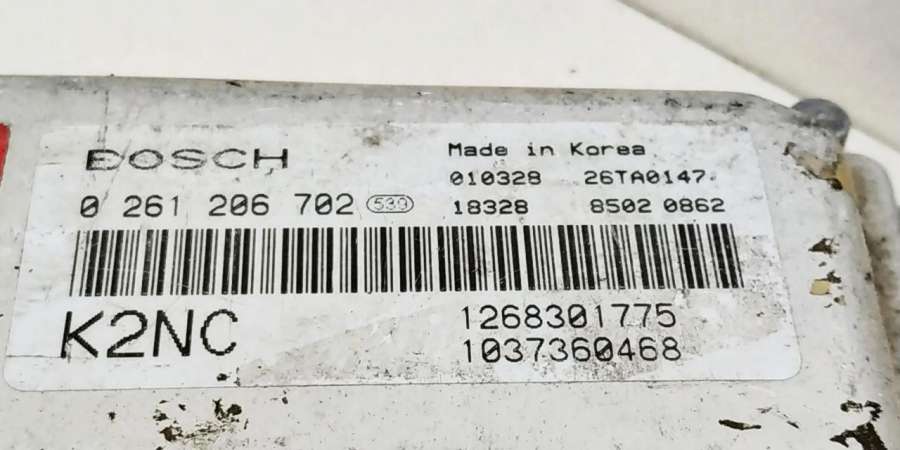 BOSCH
0 261 206 702 539
Made in Korea
010328 26TA0147
18328 8502 0862
K2NC
1268301775
1037360468